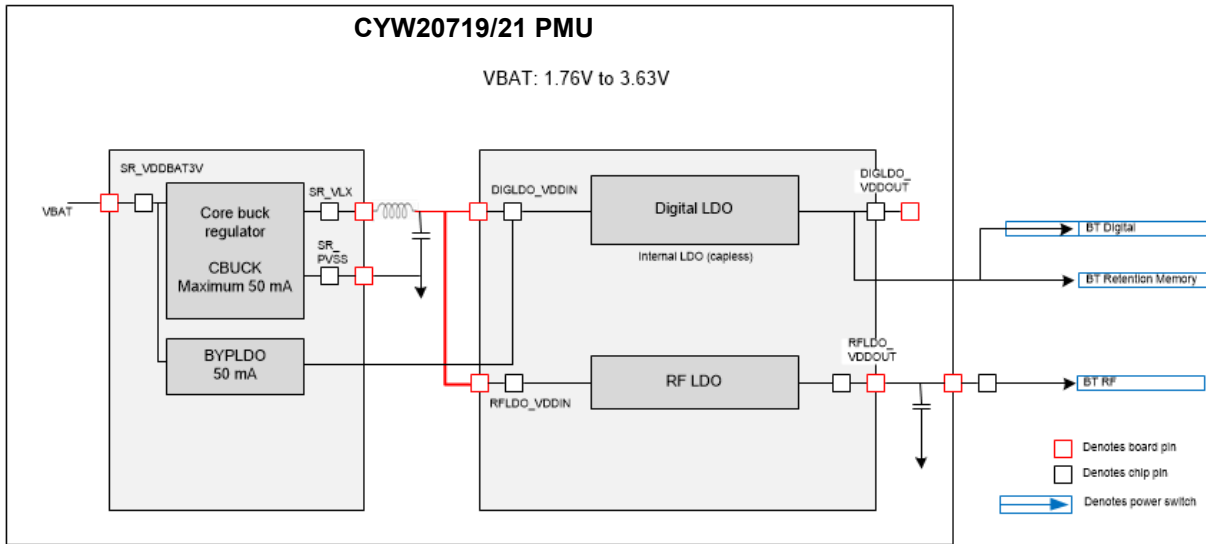 CYW20719/21 PMU
VBAT: 1.76V to 3.63V
SR_VDDBAT3V
VBAT
Core buck
regulator
CBUCK
Maximum 50 mA
SR_VLX
SR_
PVSS
BYPLDO
50 mA
DIGLDO_VDDIN
Digital LDO
Internal LDO (capless)
DIGLDO_
VDDOUT
BT Digital
BT Retention Memory
RFLDO_VDDIN
RF LDO
RFLDO_
VDDOUT
BT RF
Denotes board pin
Denotes chip pin
Denotes power switch